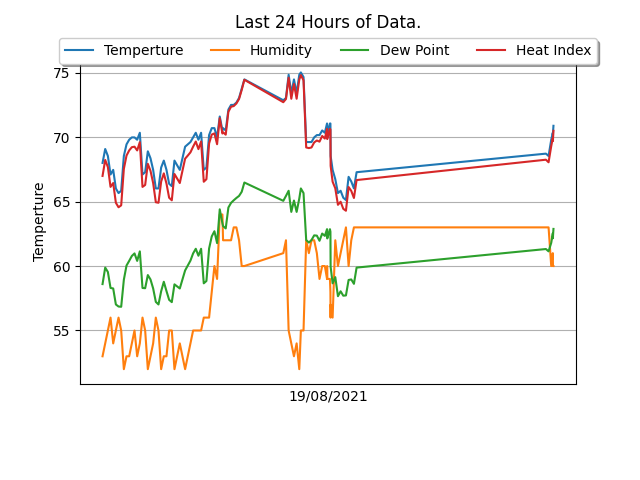 Last 24 Hours of Data.
Temperture Humidity Dew Point Heat Index
75
70
65
60
55
Temperture
19/08/2021